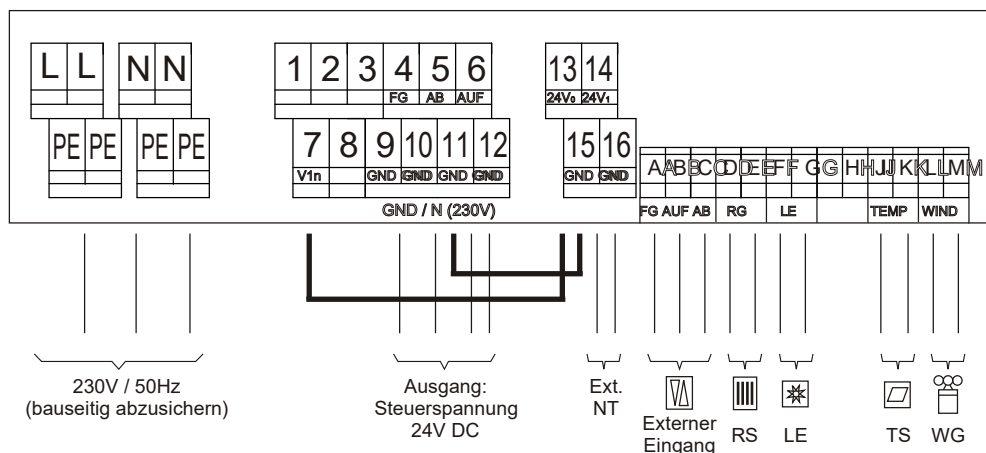 L L N N 1 2 3 4 5 6 13 14
FG AB AUF 24V₀ 24V₁
PE PE PE PE 7 8 9 10 11 12 15 16
V1n GND GND GND GND GND GND
A B C D E F G H J K L M
GND / N (230V)
FG AUF AB RG LE TEMP WIND
230V / 50Hz
(bauseitig abzusichern)
Ausgang:
Steuerspannung
24V DC
Ext.
NT
Externer
Eingang
RS
LE
TS
WG